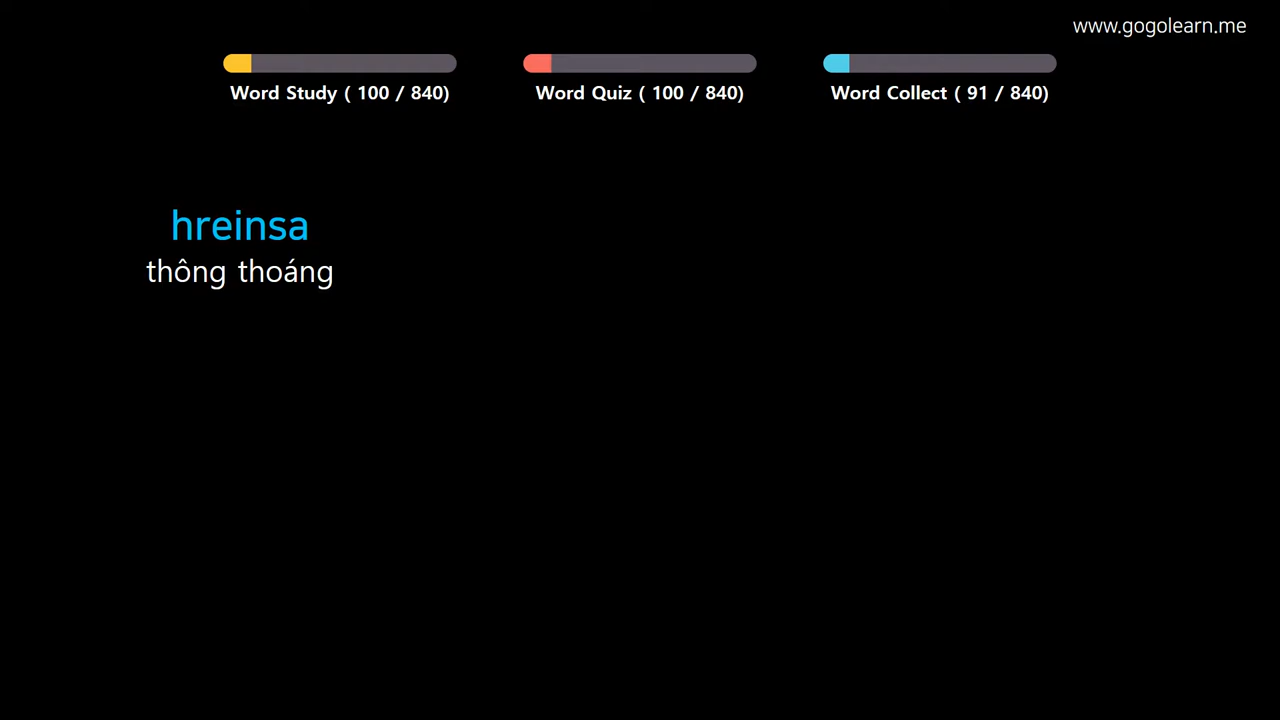 www.gogolearn.me
Word Study ( 100 / 840)
Word Quiz ( 100 / 840)
Word Collect ( 91 / 840)
hreinsa
thông thoáng